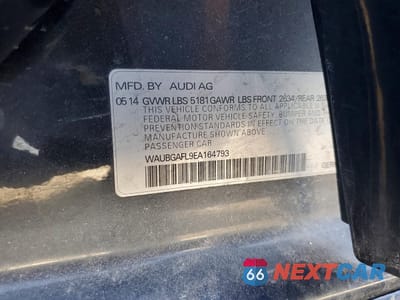 MFD. BY AUDI AG
05 14 GVWR LBS 5181 GAWR LBS FRONT 2634/REAR
THIS VEHICLE CONFORMS TO ALL APPLICABLE
FEDERAL MOTOR VEHICLE SAFETY, BUMPER AND THEFT
PREVENTION STANDARDS IN EFFECT ON THE DATE
MANUFACTURE SHOWN ABOVE.
PASSENGER CAR
WAUBGAFL9EA164793
66 NEXTCAR